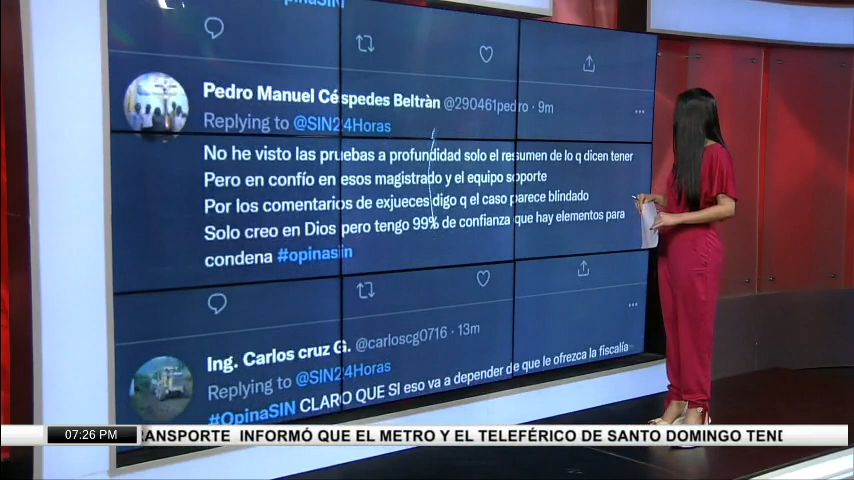 #OpinaSIN
Pedro Manuel Céspedes Beltràn @290461pedro · 9m
Replying to @SIN24Horas
No he visto las pruebas a profundidad solo el resumen de lo q dicen tener
Pero en confío en esos magistrado y el equipo soporte
Por los comentarios de exjueces digo q el caso parece blindado
Solo creo en Dios pero tengo 99% de confianza que hay elementos para
condena #opinasiin
Ing. Carlos cruz G. @carloscg0716 · 13m
Replying to @SIN24Horas
#OpinaSIN CLARO QUE SI eso va a depender de que le ofrezca la fiscalía
07:26 PM RANSPORTE INFORMÓ QUE EL METRO Y EL TELEFÉRICO DE SANTO DOMINGO TEND